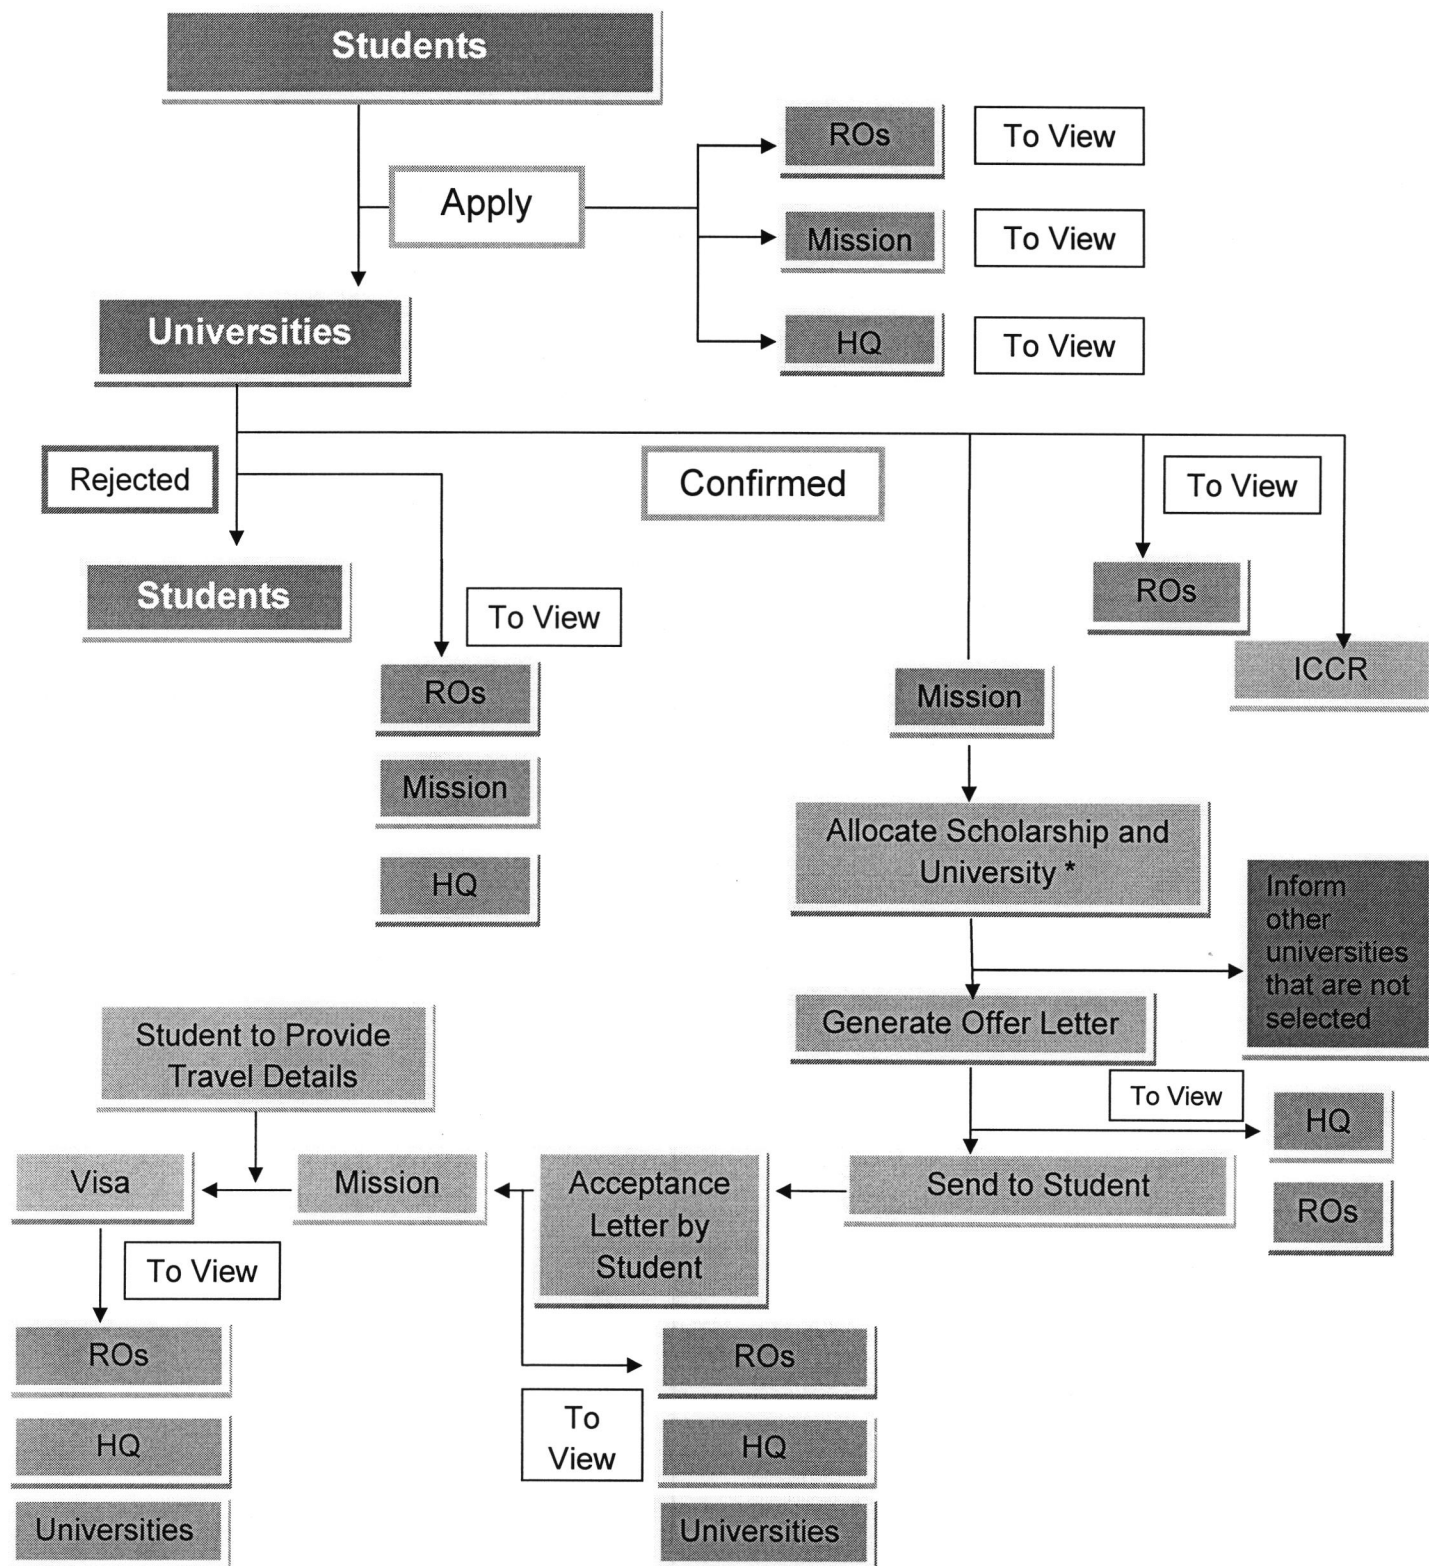 Students
ROs
To View
Apply
Mission
To View
Universities
HQ
To View
Rejected
Confirmed
To View
Students
To View
ROs
ROs
ICCR
Mission
Mission
HQ
Allocate Scholarship and
University *
Inform
other
universities
that are not
selected
Generate Offer Letter
Student to Provide
Travel Details
To View
HQ
Visa
Mission
Acceptance
Letter by
Student
Send to Student
ROs
To View
ROs
ROs
To
View
HQ
HQ
Universities
Universities